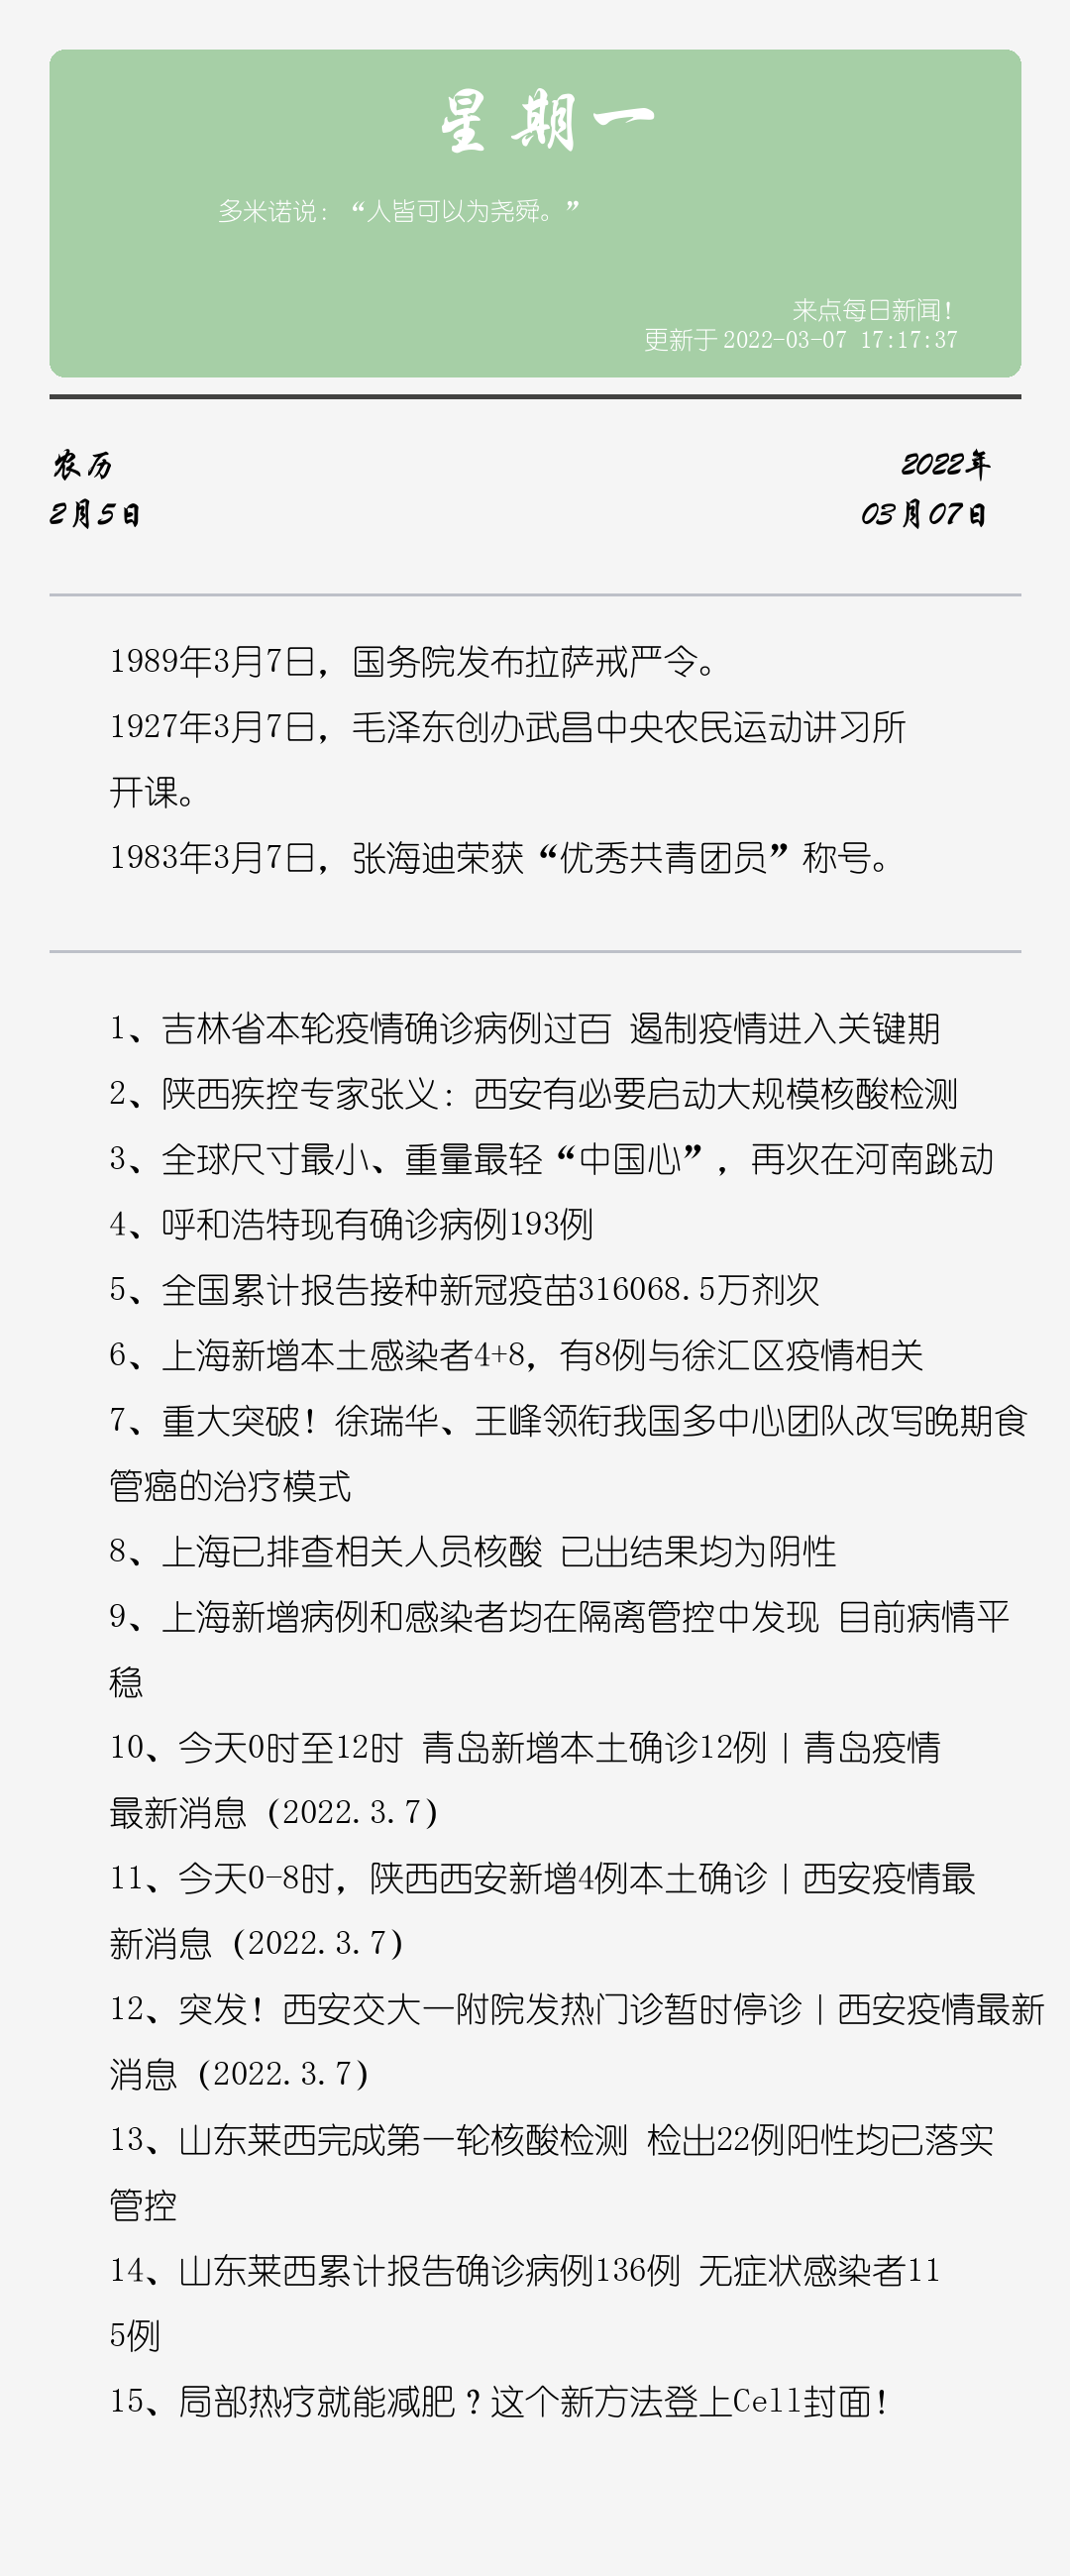 星期一
多米诺说：“人皆可以为尧舜。”
来点每日新闻！
更新于 2022-03-07 17:17:37
农历
2022年
2月5日
03月07日
1989年3月7日，国务院发布拉萨戒严令。
1927年3月7日，毛泽东创办武昌中央农民运动讲习所
开课。
1983年3月7日，张海迪荣获“优秀共青团员”称号。
1、吉林省本轮疫情确诊病例过百 遏制疫情进入关键期
2、陕西疾控专家张义：西安有必要启动大规模核酸检测
3、全球尺寸最小、重量最轻“中国心”，再次在河南跳动
4、呼和浩特现有确诊病例193例
5、全国累计报告接种新冠疫苗316068.5万剂次
6、上海新增本土感染者4+8，有8例与徐汇区疫情相关
7、重大突破！徐瑞华、王峰领衔我国多中心团队改写晚期食
管癌的治疗模式
8、上海已排查相关人员核酸 已出结果均为阴性
9、上海新增病例和感染者均在隔离管控中发现 目前病情平
稳
10、今天0时至12时 青岛新增本土确诊12例丨青岛疫情
最新消息（2022.3.7）
11、今天0-8时，陕西西安新增4例本土确诊丨西安疫情最
新消息（2022.3.7）
12、突发！西安交大一附院发热门诊暂时停诊丨西安疫情最新
消息（2022.3.7）
13、山东莱西完成第一轮核酸检测 检出22例阳性均已落实
管控
14、山东莱西累计报告确诊病例136例 无症状感染者11
5例
15、局部热疗就能减肥？这个新方法登上Cell封面！